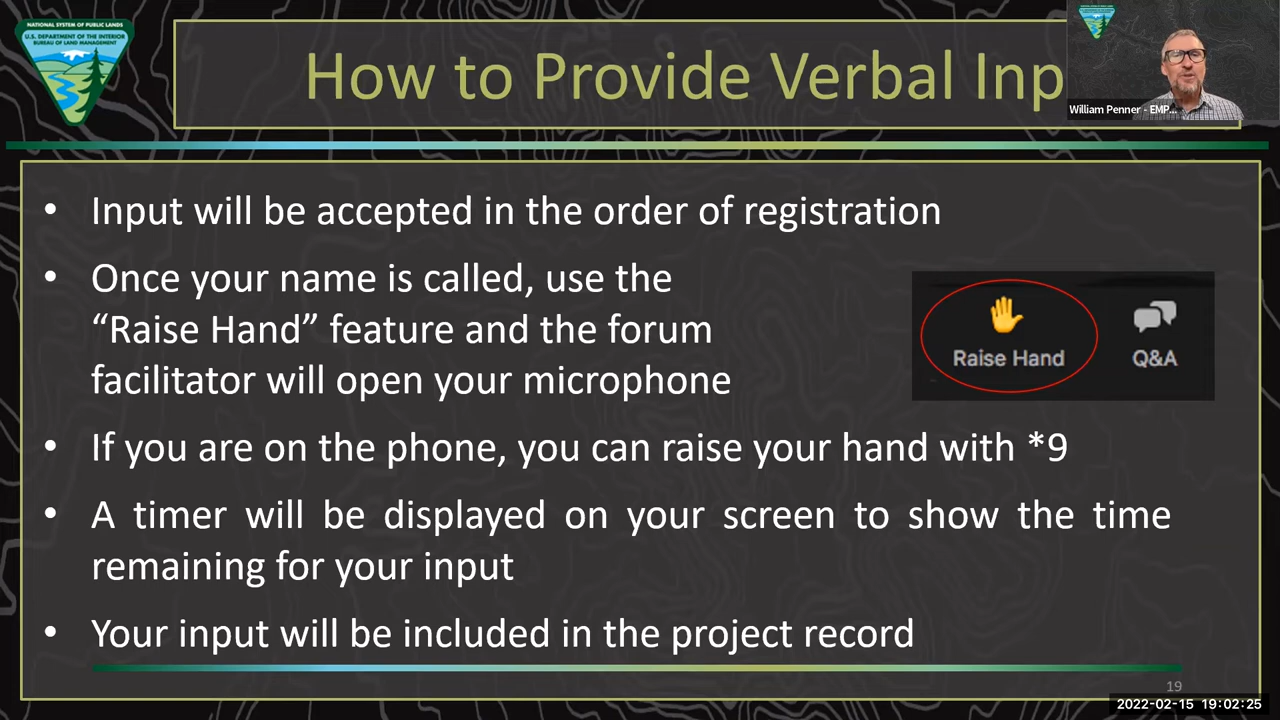 NATIONAL SYSTEM OF PUBLIC LANDS
U.S. DEPARTMENT OF THE INTERIOR
BUREAU OF LAND MANAGEMENT
How to Provide Verbal Inp
William Penner - EMP...
• Input will be accepted in the order of registration
• Once your name is called, use the
“Raise Hand” feature and the forum
facilitator will open your microphone
Raise Hand
Q&A
• If you are on the phone, you can raise your hand with *9
• A timer will be displayed on your screen to show the time
remaining for your input
• Your input will be included in the project record
19
2022-02-15 19:02:25